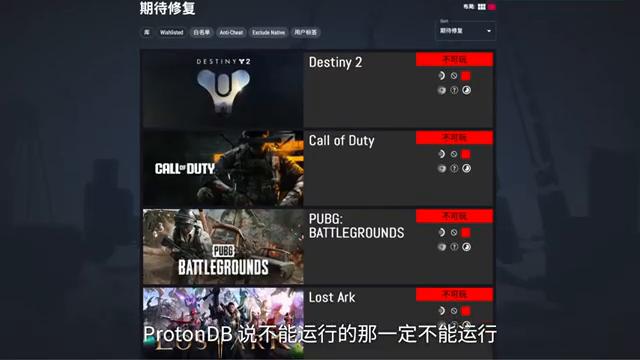 期待修复
布局:
库 Wishlisted 白名单 Anti-Cheat Exclude Native 用户标签
Sort
期待修复
DESTINY 2
Destiny 2
不可玩
CALL OF DUTY
Call of Duty
不可玩
PUBG
BATTLEGROUNDS
PUBG:
BATTLEGROUNDS
不可玩
Lost Ark
不可玩
LOST ARK
ProtonDB 说不能运行的那一定不能运行